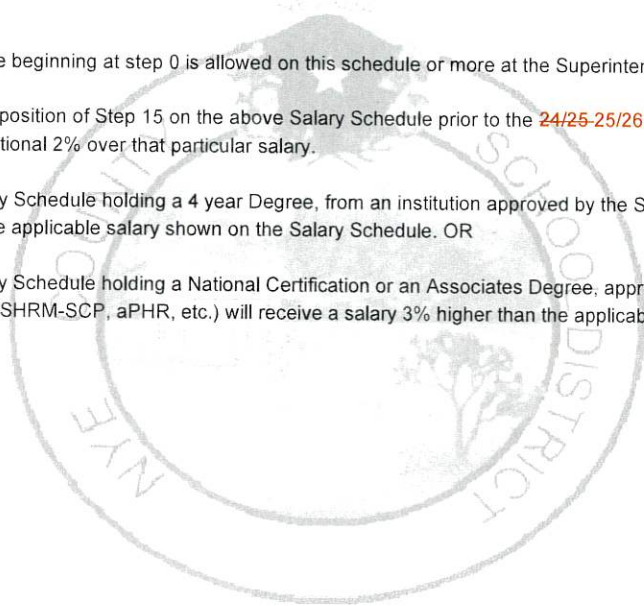 e beginning at step 0 is allowed on this schedule or more at the Superinten
position of Step 15 on the above Salary Schedule prior to the 24/25 25/26
tional 2% over that particular salary.
y Schedule holding a 4 year Degree, from an institution approved by the S
e applicable salary shown on the Salary Schedule. OR
y Schedule holding a National Certification or an Associates Degree, appr
SHRM-SCP, aPHR, etc.) will receive a salary 3% higher than the applicab
NYE COUNTY SCHOOL DISTRICT